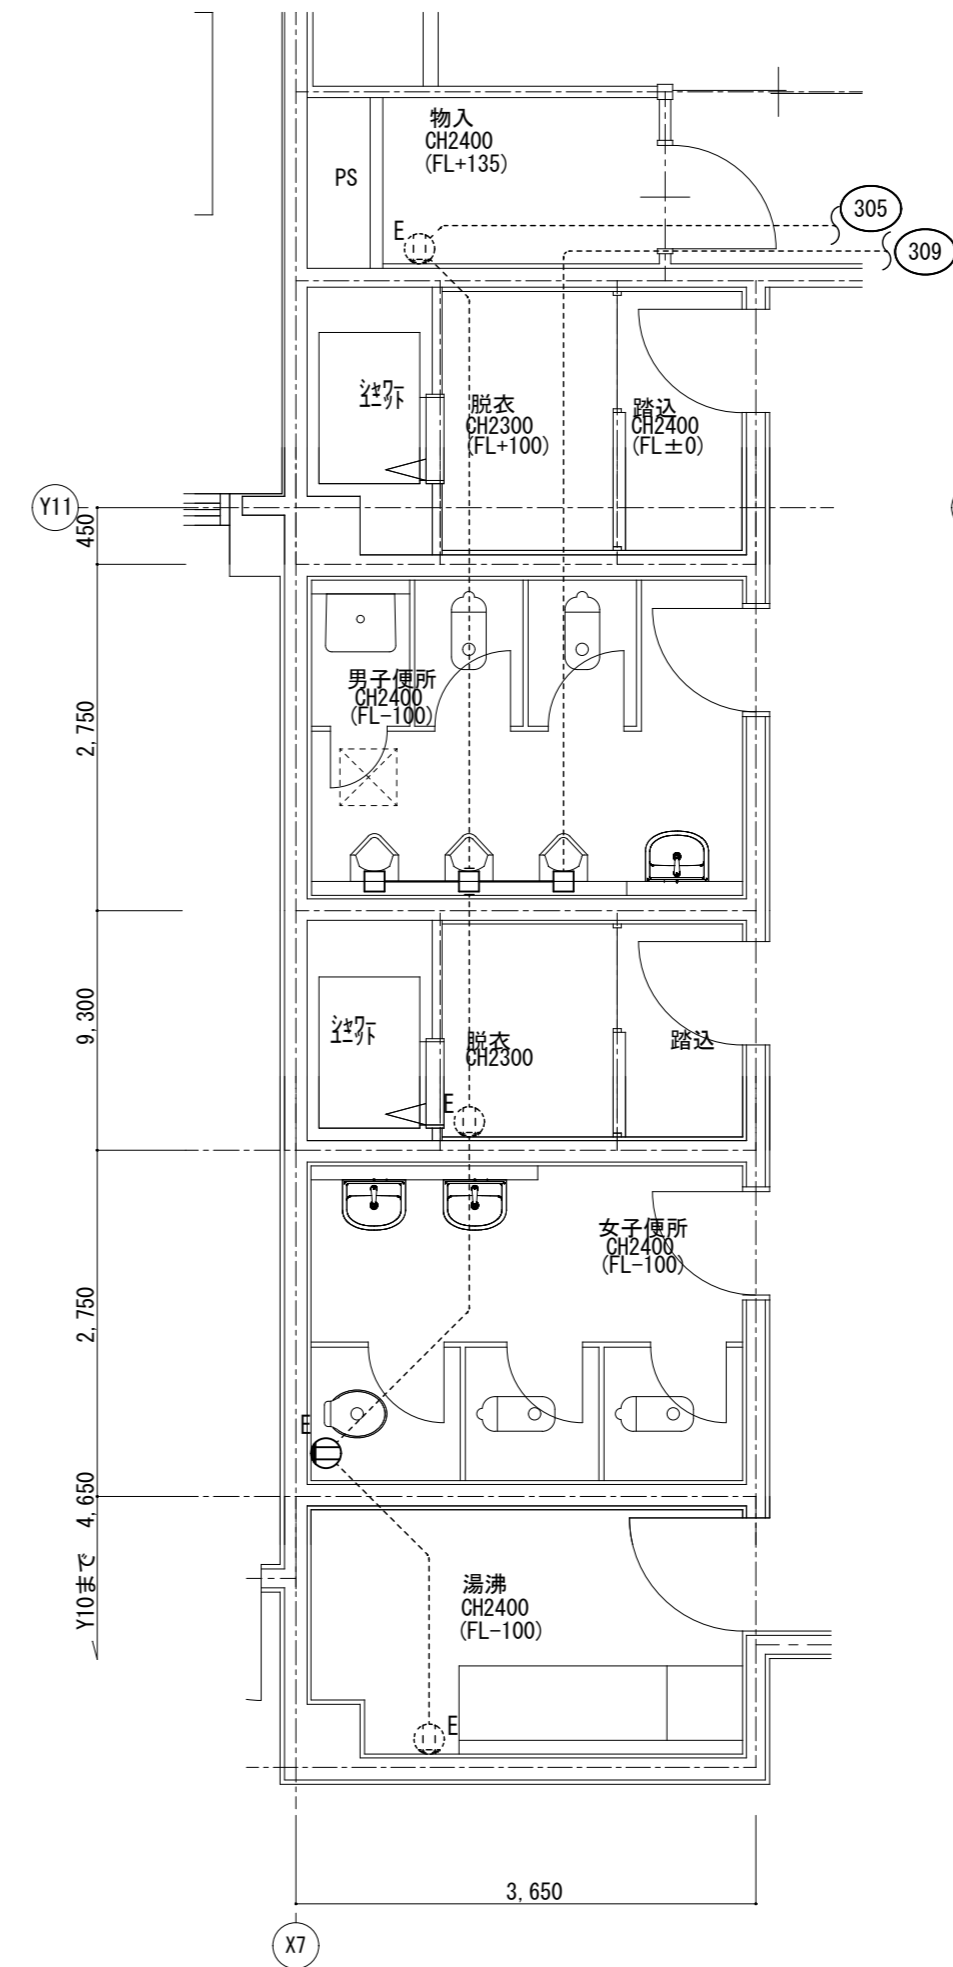 物入
CH2400
(FL+135)
PS
E
305
309
ｼｬﾜｰ
ﾕﾆｯﾄ
脱衣
CH2300
(FL+100)
踏込
CH2400
(FL±0)
Y11
450
男子便所
CH2400
(FL-100)
2,750
9,300
ｼｬﾜｰ
ﾕﾆｯﾄ
脱衣
CH2300
踏込
E
女子便所
CH2400
(FL-100)
2,750
E
4,650
Y10まで
湯沸
CH2400
(FL-100)
E
3,650
X7